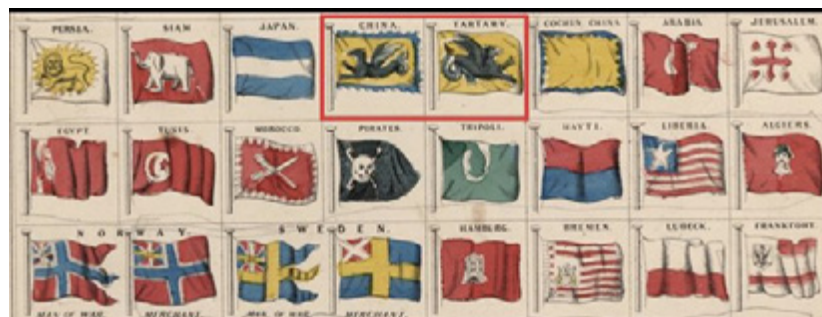 PERSIA. SIAM JAPAN. CHINA. TARTARY. COCHIN CHINA ARABIA JERUSALEM.
EGYPT. TUNIS. MOROCCO. PIRATES. TRIPOLI. HAYTI. LIBERIA. ALGIERS.
NORWAY. SWEDEN. HAMBURG. BREMEN. LUBECK. FRANKFORT.
MAN OF WAR. MERCHANT. MAN OF WAR. MERCHANT.